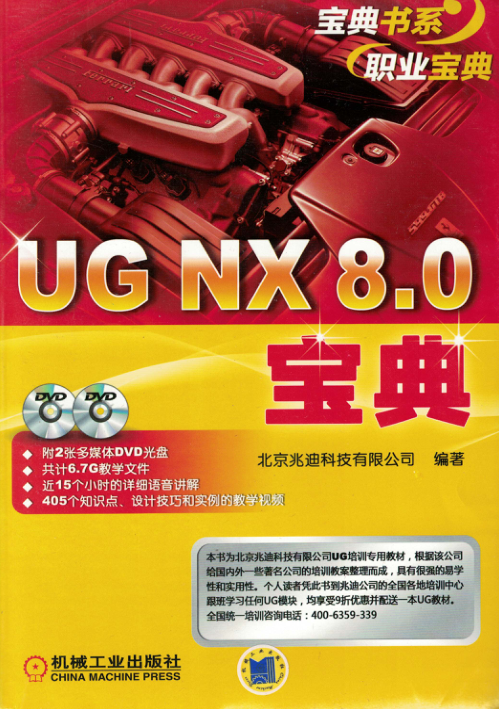 宝典书系
职业宝典
Ferrari
Ferrari
UG NX 8.0
宝典
DVD DVD
附2张多媒体DVD光盘
共计6.7G教学文件
近15个小时的详细语音讲解
405个知识点、设计技巧和实例的教学视频
北京兆迪科技有限公司 编著
本书为北京兆迪科技有限公司UG培训专用教材，根据该公司
给国内外一些著名公司的培训教案整理而成，具有很强的易学
性和实用性。个人读者凭此书到兆迪公司的全国各地培训中心
跟班学习任何UG模块，均享受9折优惠并配送一本UG教材。
全国统一培训咨询电话：400-6359-339
机械工业出版社
CHINA MACHINE PRESS